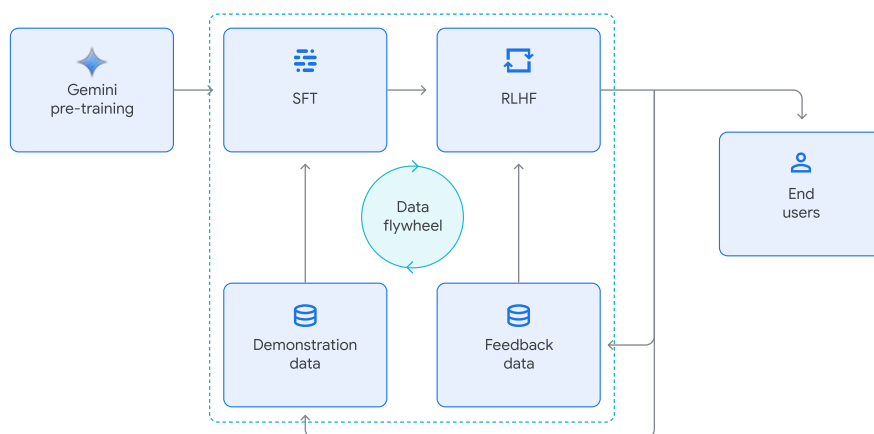 Gemini
pre-training
SFT
RLHF
End
users
Data
flywheel
Demonstration
data
Feedback
data